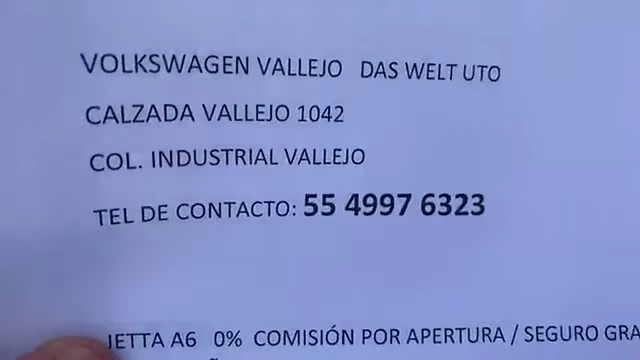 VOLKSWAGEN VALLEJO DAS WELT UTO
CALZADA VALLEJO 1042
COL. INDUSTRIAL VALLEJO
TEL DE CONTACTO: 55 4997 6323
JETTA A6 0% COMISIÓN POR APERTURA / SEGURO GRA